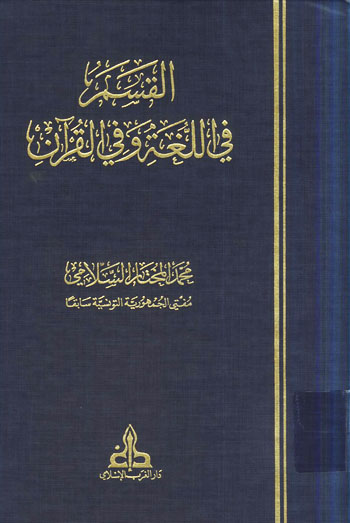 القسم
في اللغة وفي القرآن
محمد المختار السلامي
مفتي الجمهورية التونسية سابقا
دار الغرب الإسلامي